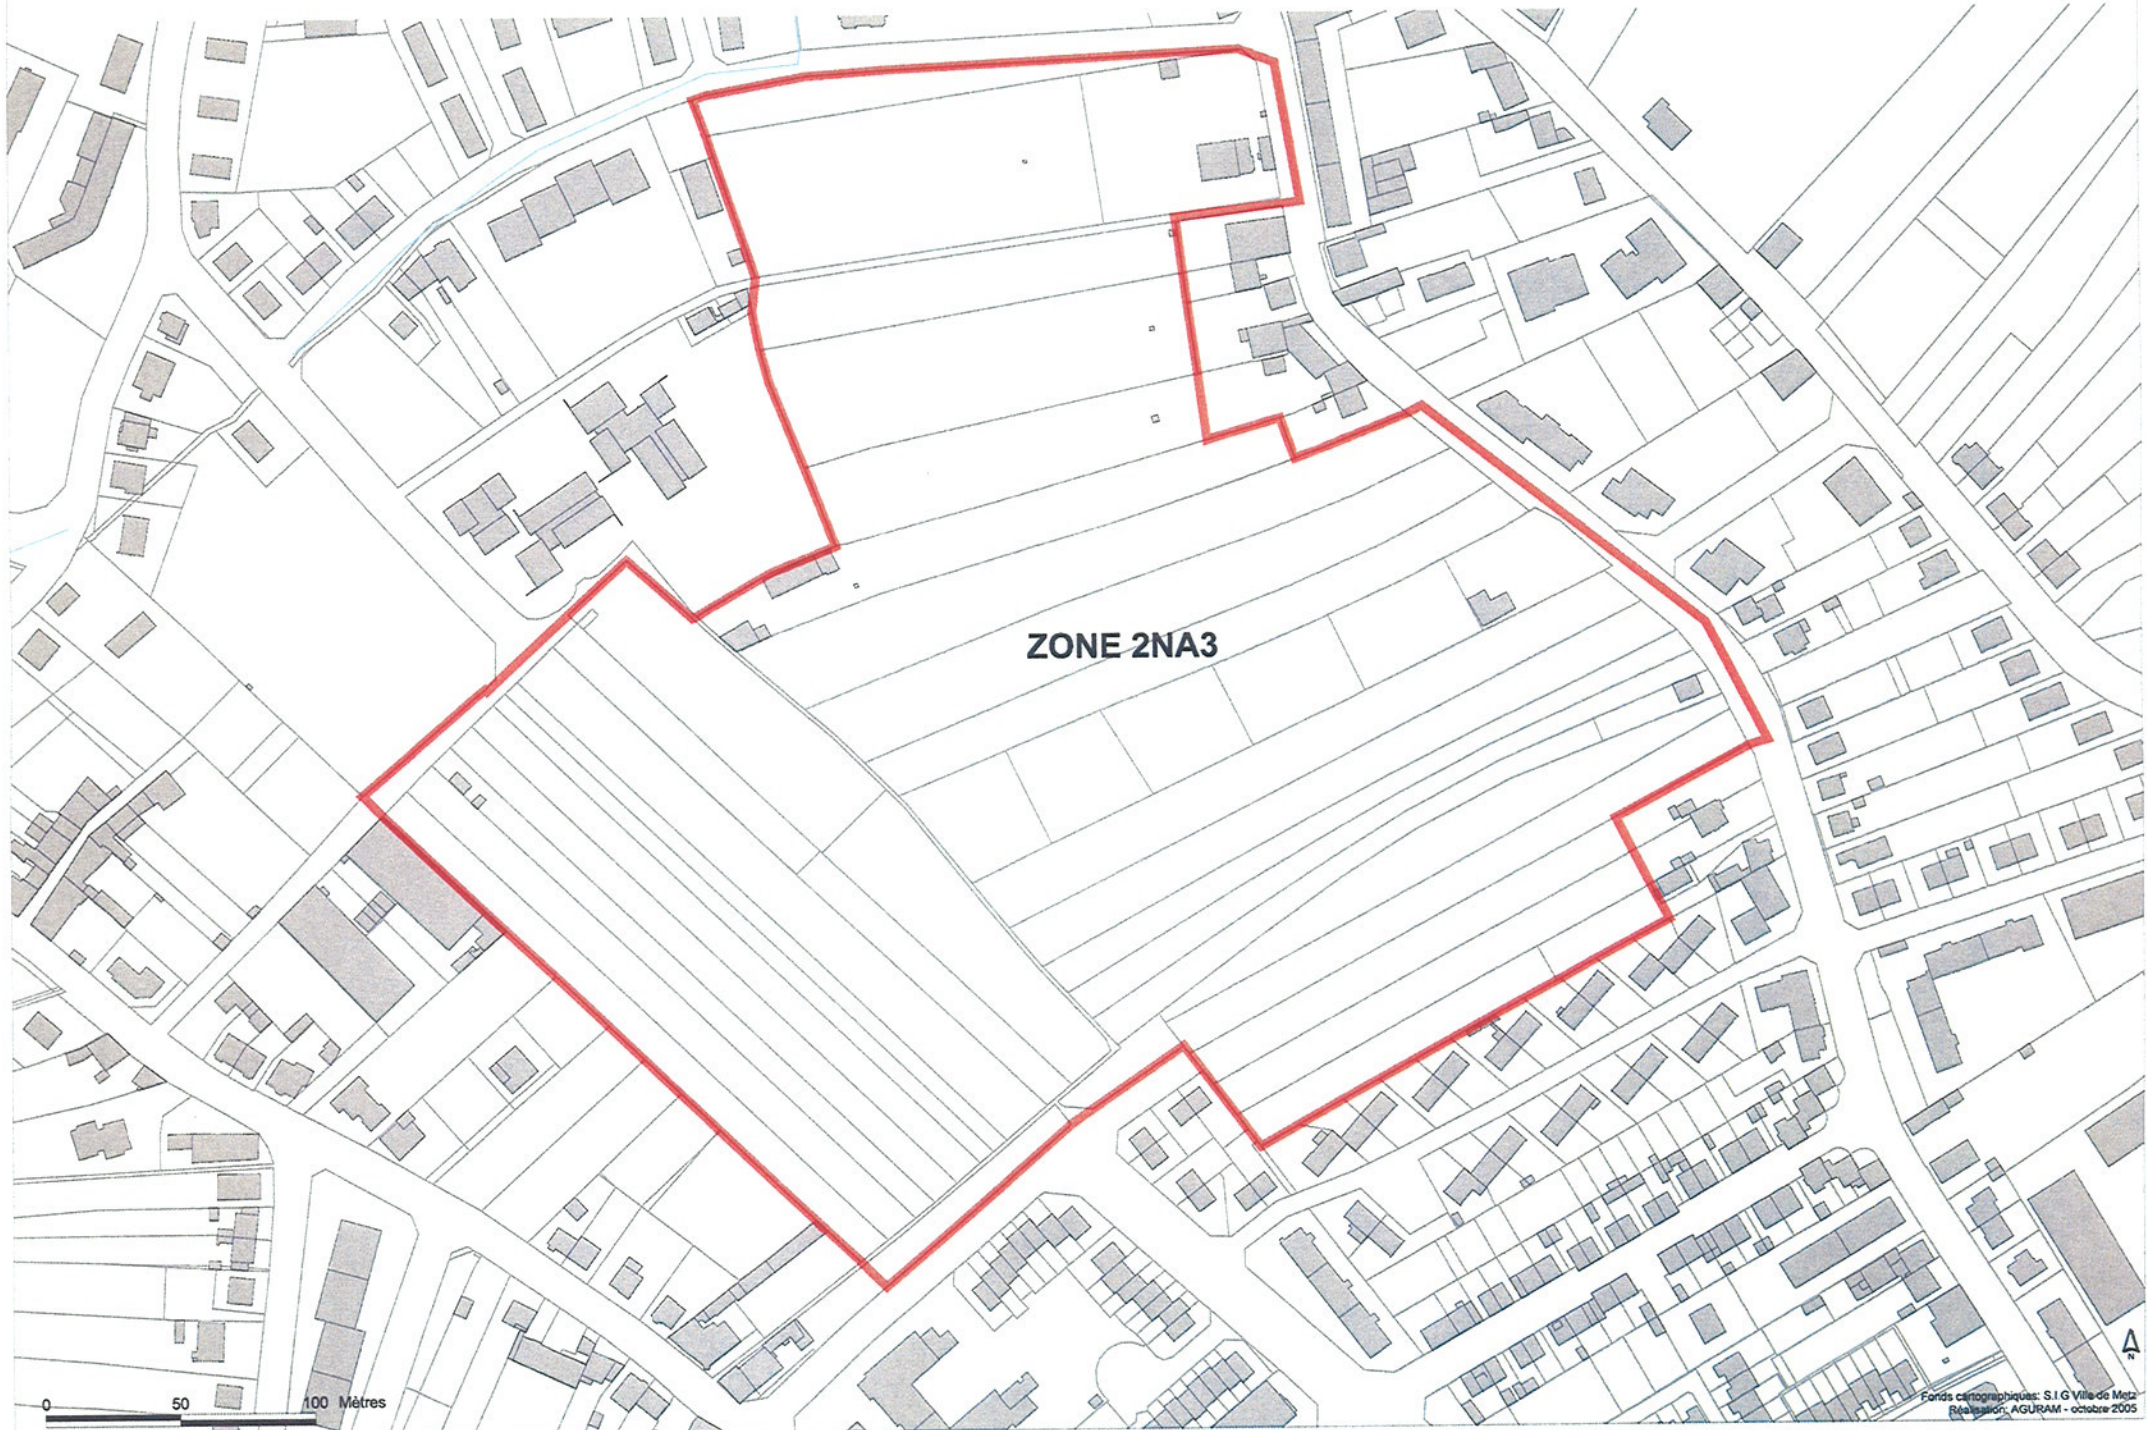 ZONE 2NA3
0 50 100 Mètres
N
Fonds cartographiques: S.I.G Ville de Metz
Réalisation: AGURAM - octobre 2005